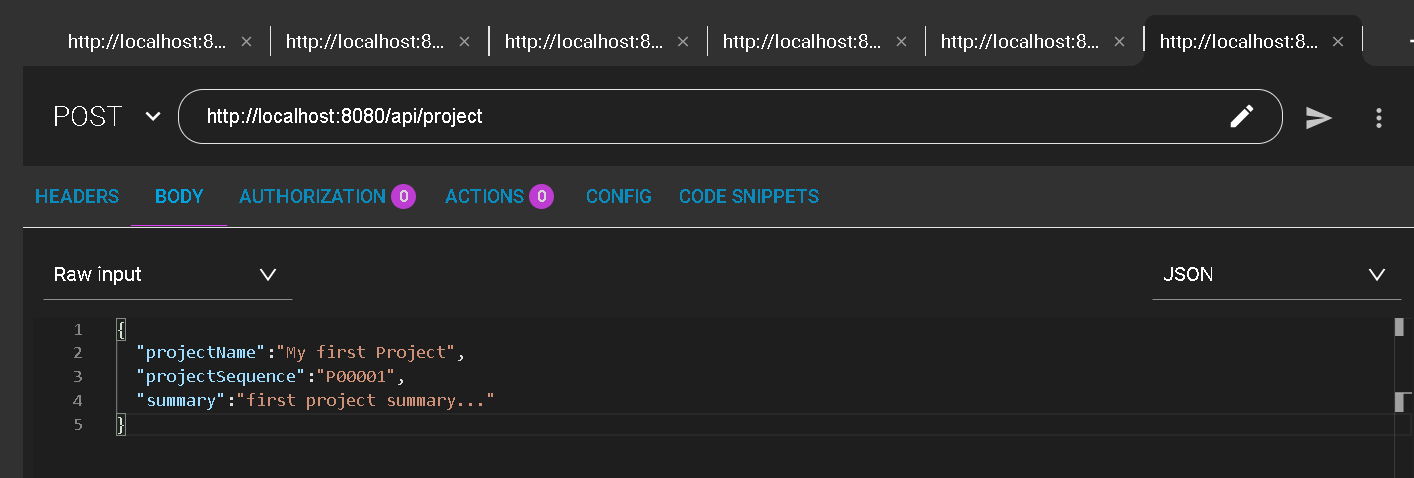 http://localhost:8... × http://localhost:8... × http://localhost:8... × http://localhost:8... × http://localhost:8... × http://localhost:8... ×
POST http://localhost:8080/api/project
HEADERS BODY AUTHORIZATION 0 ACTIONS 0 CONFIG CODE SNIPPETS
Raw input JSON
1 {
2 "projectName":"My first Project",
3 "projectSequence":"P00001",
4 "summary":"first project summary..."
5 }